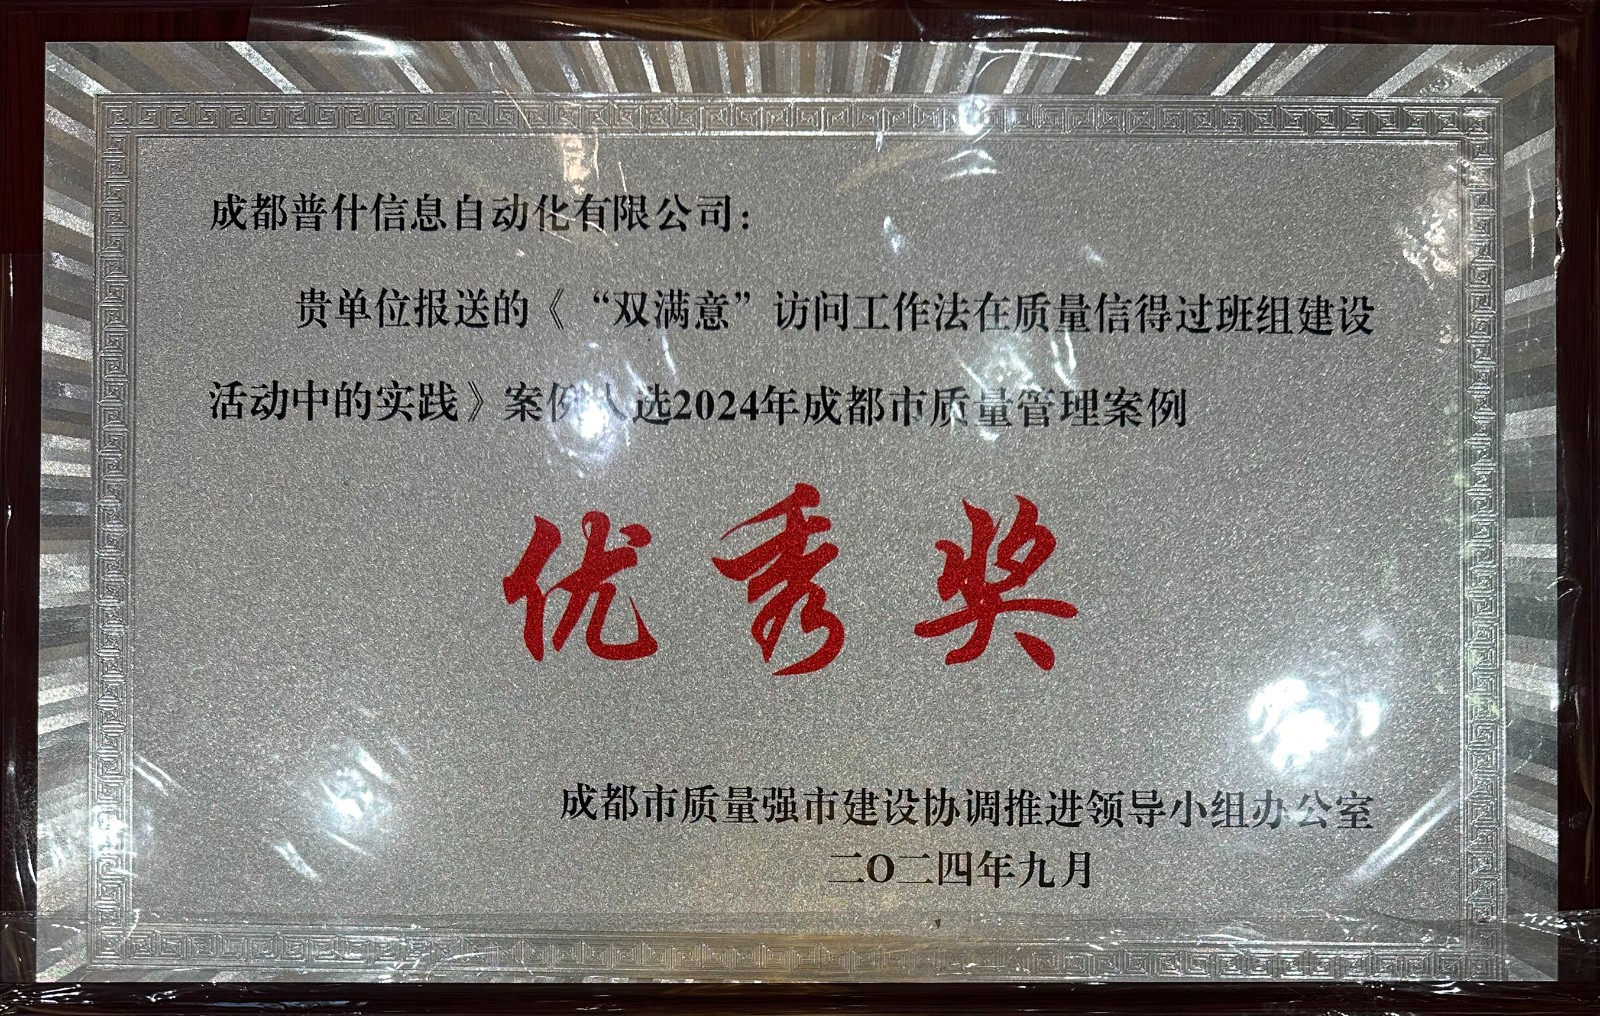 成都普什信息自动化有限公司：
贵单位报送的《“双满意”访问工作法在质量信得过班组建设
活动中的实践》案例入选2024年成都市质量管理案例
优秀奖
成都市质量强市建设协调推进领导小组办公室
二O二四年九月